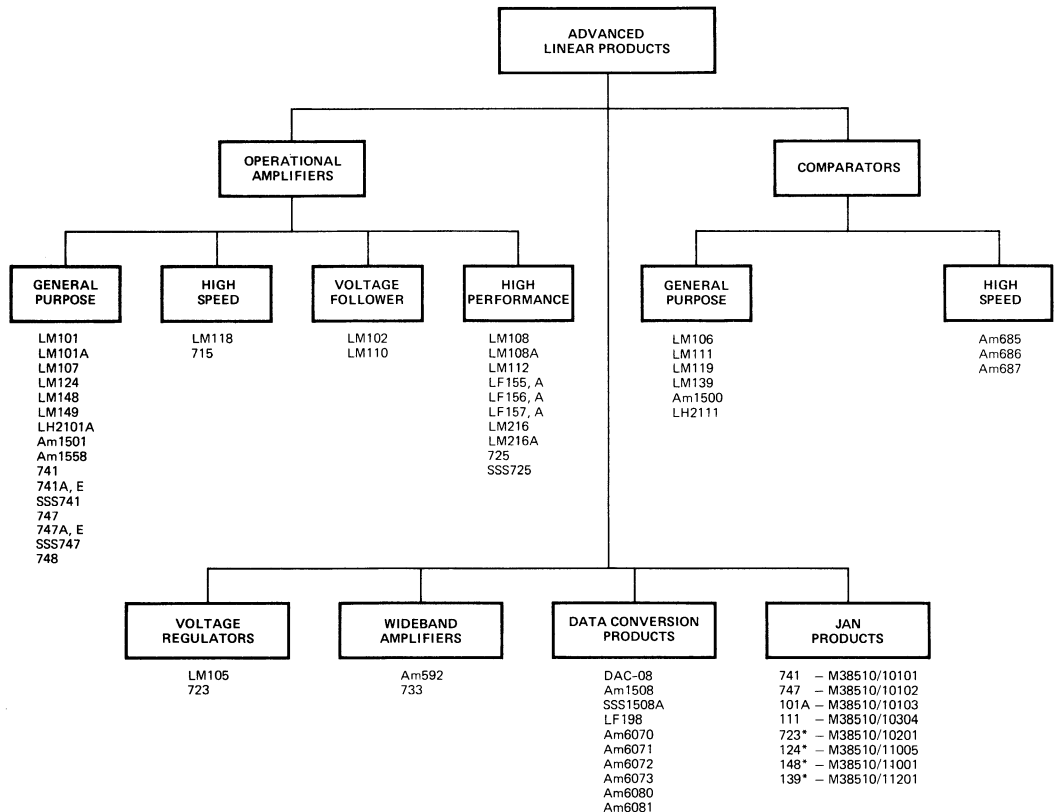 ADVANCED
LINEAR PRODUCTS
OPERATIONAL
AMPLIFIERS
COMPARATORS
GENERAL
PURPOSE
LM101
LM101A
LM107
LM124
LM148
LM149
LH2101A
Am1501
Am1558
741
741A, E
SSS741
747
747A, E
SSS747
748
HIGH
SPEED
LM118
715
VOLTAGE
FOLLOWER
LM102
LM110
HIGH
PERFORMANCE
LM108
LM108A
LM112
LF155, A
LF156, A
LF157, A
LM216
LM216A
725
SSS725
GENERAL
PURPOSE
LM106
LM111
LM119
LM139
Am1500
LH2111
HIGH
SPEED
Am685
Am686
Am687
VOLTAGE
REGULATORS
LM105
723
WIDEBAND
AMPLIFIERS
Am592
733
DATA CONVERSION
PRODUCTS
DAC-08
Am1508
SSS1508A
LF198
Am6070
Am6071
Am6072
Am6073
Am6080
Am6081
JAN
PRODUCTS
741 – M38510/10101
747 – M38510/10102
101A – M38510/10103
111 – M38510/10304
723* – M38510/10201
124* – M38510/11005
148* – M38510/11001
139* – M38510/11201